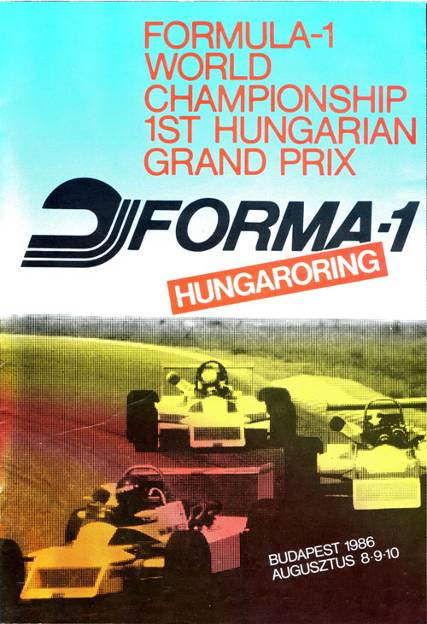 FORMULA-1
WORLD
CHAMPIONSHIP
1ST HUNGARIAN
GRAND PRIX
FORMA-1
HUNGARORING
BUDAPEST 1986
AUGUSZTUS 8-9-10